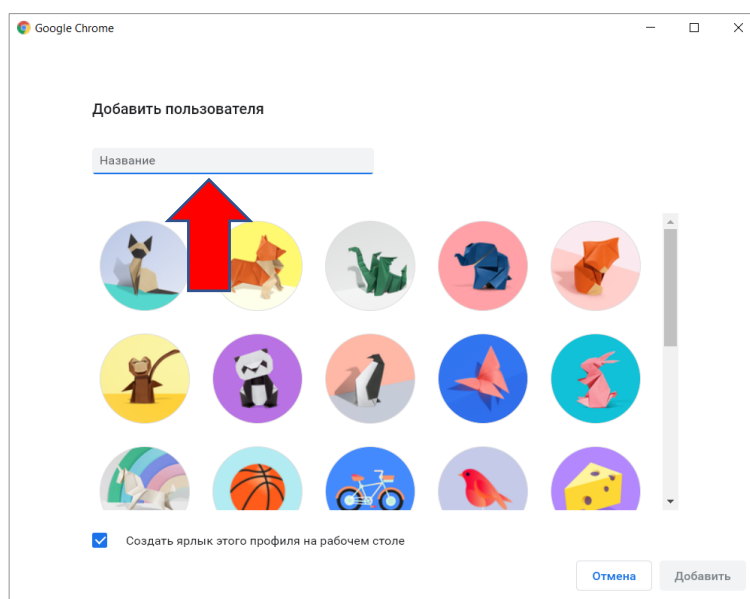 Google Chrome
Добавить пользователя
Название
Создать ярлык этого профиля на рабочем столе
Отмена
Добавить